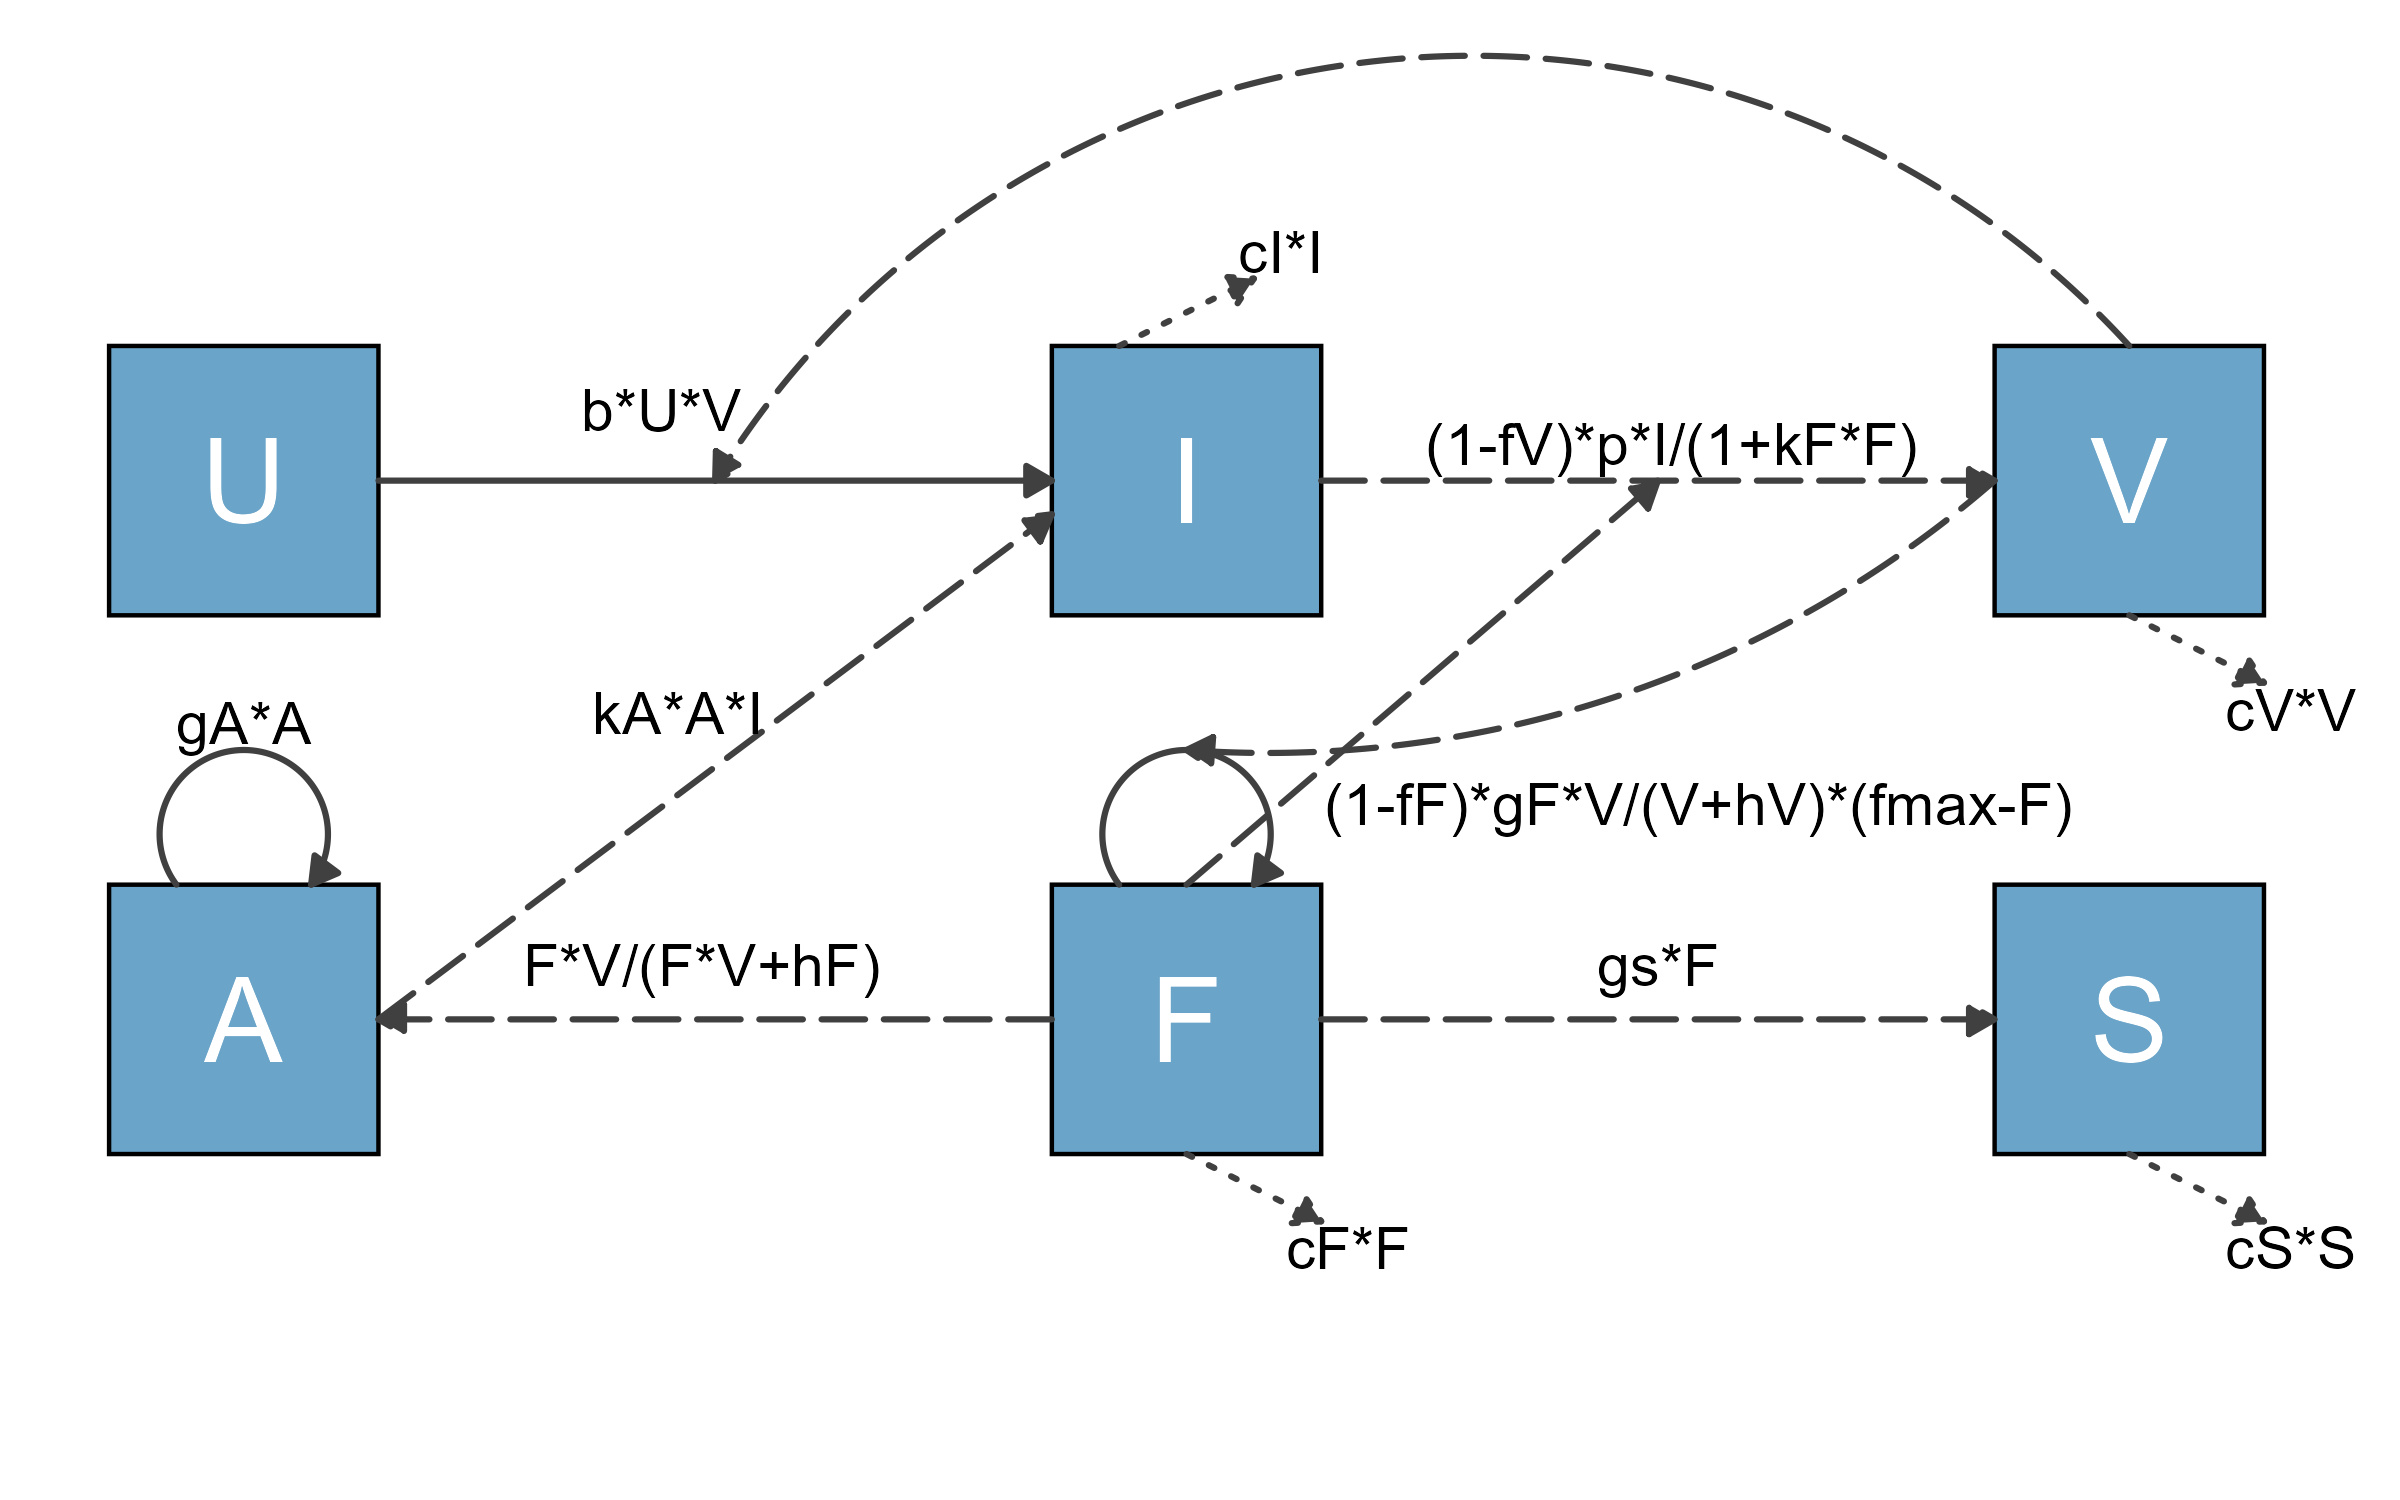 cI*I
b*U*V
(1-fV)*p*I/(1+kF*F)
U
I
V
gA*A
kA*A*I
cV*V
(1-fF)*gF*V/(V+hV)*(fmax-F)
F*V/(F*V+hF)
gs*F
A
F
S
cF*F
cS*S